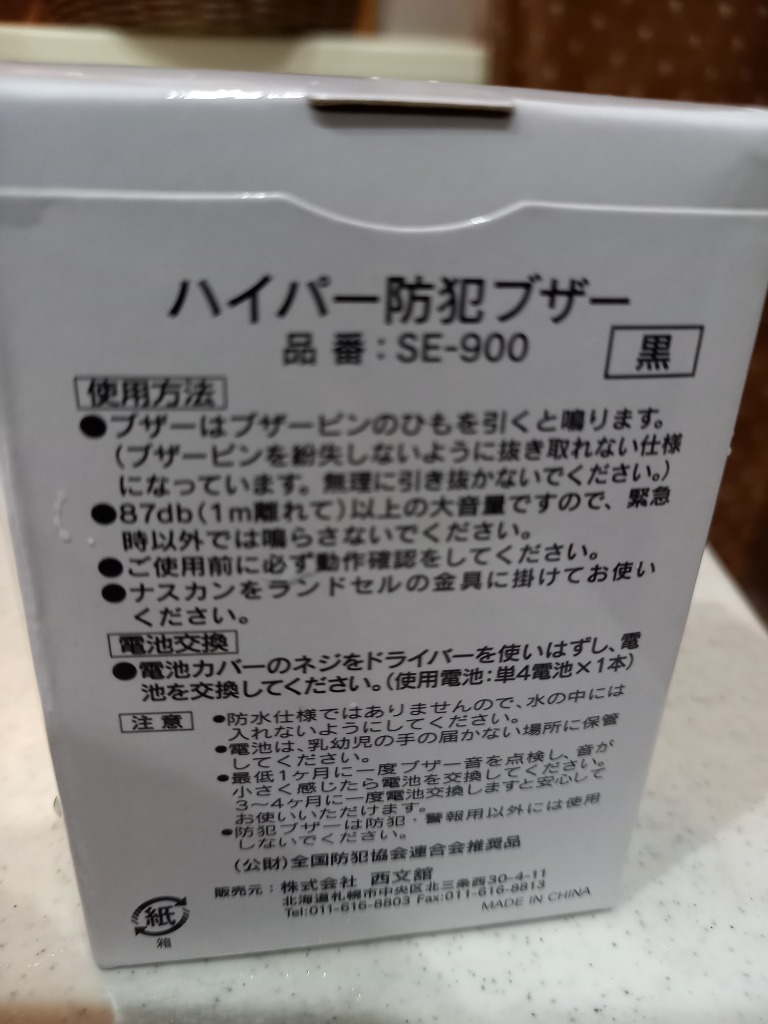 ハイパー防犯ブザー
品 番：SE-900
黒
使用方法
●ブザーはブザーピンのひもを引くと鳴ります。
（ブザーピンを紛失しないように抜き取れない仕様
になっています。無理に引き抜かないでください。）
●87db（1m離れて）以上の大音量ですので、緊急
時以外では鳴らさないでください。
●ご使用前に必ず動作確認をしてください。
●ナスカンをランドセルの金具に掛けてお使い
ください。
電池交換
●電池カバーのネジをドライバーを使いはずし、電
池を交換してください。（使用電池：単4電池×1本）
注 意
●防水仕様ではありませんので、水の中には
入れないようにしてください。
●電池は、乳幼児の手の届かない場所に保管
してください。
●最低1ヶ月に一度ブザー音を点検し、音が
小さく感じたら電池を交換してください。
3〜4ヶ月に一度電池交換しますと安心して
お使いいただけます。
●防犯ブザーは防犯・警報用以外には使用
しないでください。
（公財）全国防犯協会連合会推奨品
販売元：株式会社 西文舘
北海道札幌市中央区北三条西30-4-11
Tel:011-616-8803 Fax:011-616-8813
MADE IN CHINA
紙
箱